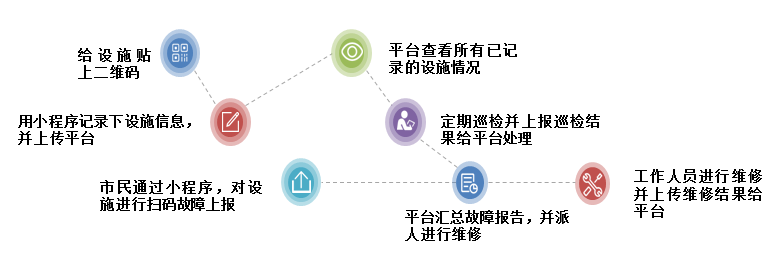 给设施贴
上二维码
用小程序记录下设施信息，
并上传平台
平台查看所有已记
录的设施情况
定期巡检并上报巡检结
果给平台处理
市民通过小程序，对设
施进行扫码故障上报
平台汇总故障报告，并派
人进行维修
工作人员进行维修
并上传维修结果给
平台